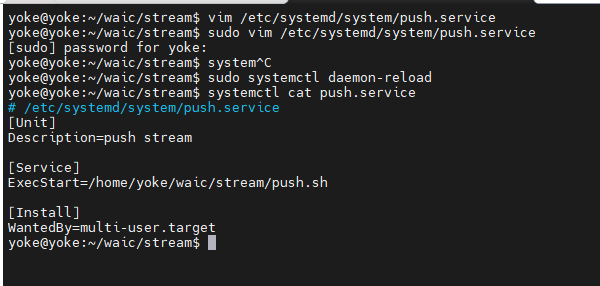 yoke@yoke:~/waic/stream$ vim /etc/systemd/system/push.service
yoke@yoke:~/waic/stream$ sudo vim /etc/systemd/system/push.service
[sudo] password for yoke:
yoke@yoke:~/waic/stream$ system^C
yoke@yoke:~/waic/stream$ sudo systemctl daemon-reload
yoke@yoke:~/waic/stream$ systemctl cat push.service
# /etc/systemd/system/push.service
[Unit]
Description=push stream

[Service]
ExecStart=/home/yoke/waic/stream/push.sh

[Install]
WantedBy=multi-user.target
yoke@yoke:~/waic/stream$